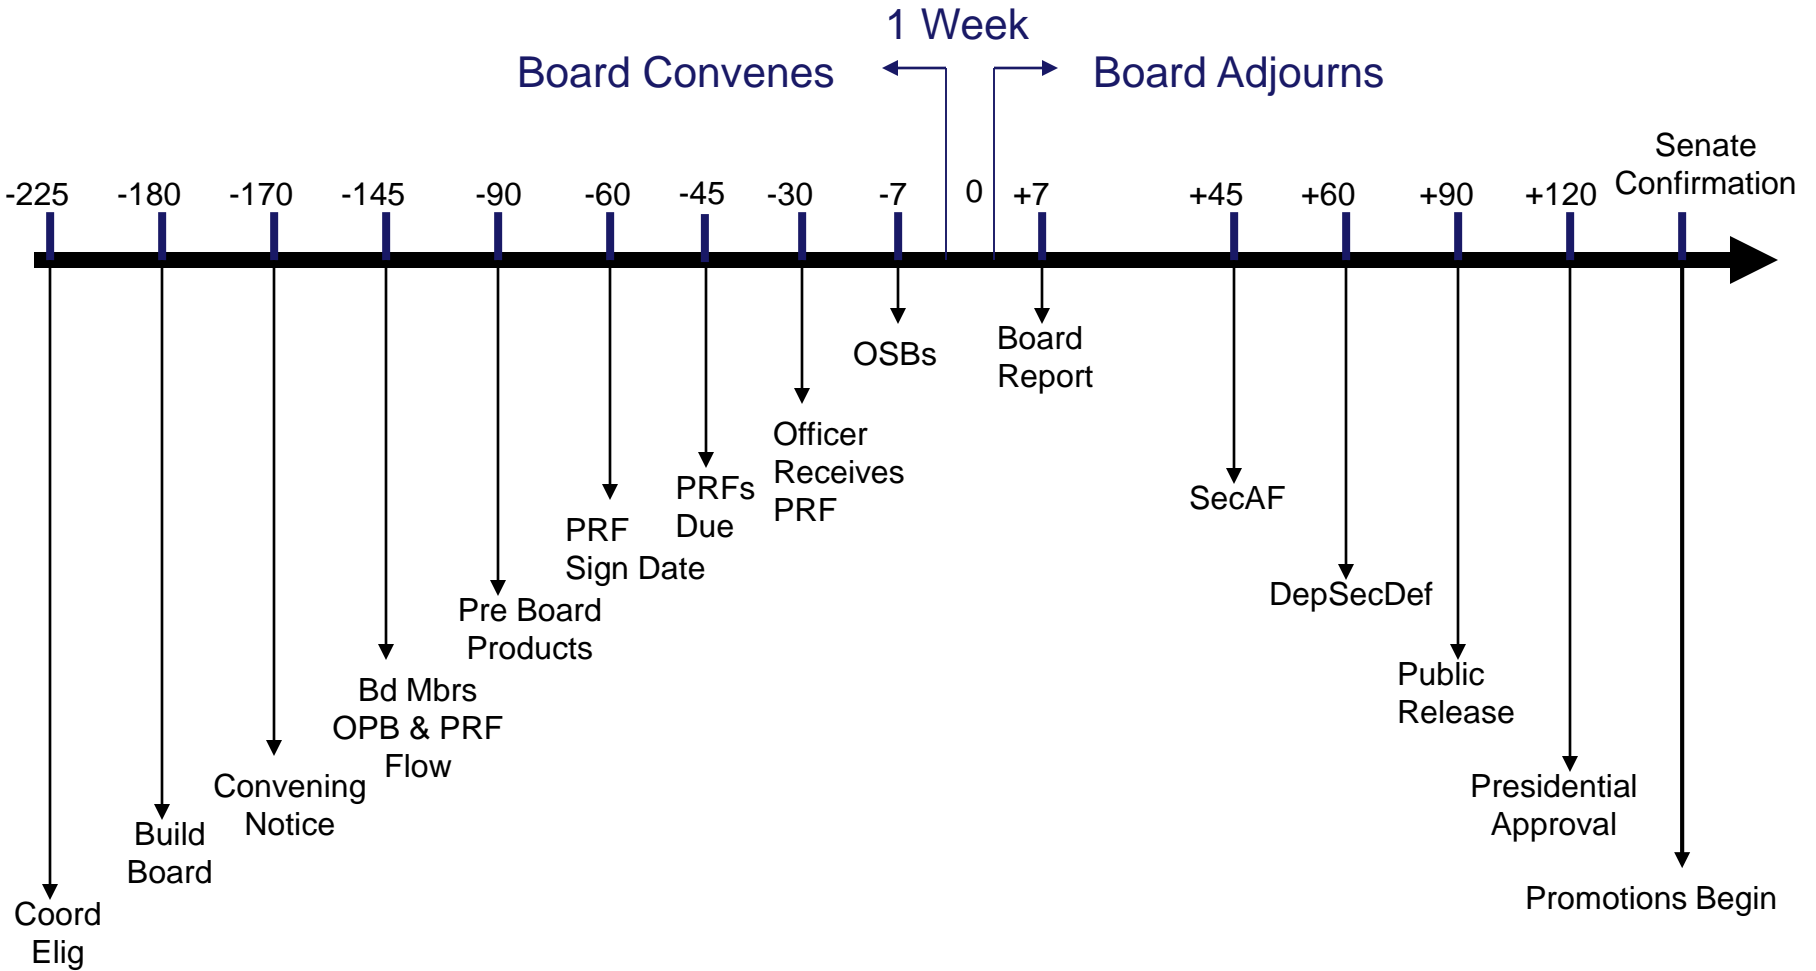 1 Week
Board Convenes
Board Adjourns
Senate
Confirmation
-225
-180
-170
-145
-90
-60
-45
-30
-7
0
+7
+45
+60
+90
+120
OSBs
Board
Report
Officer
Receives
PRF
PRFs
Due
SecAF
PRF
Sign Date
DepSecDef
Pre Board
Products
Public
Release
Bd Mbrs
OPB & PRF
Flow
Convening
Notice
Presidential
Approval
Build
Board
Promotions Begin
Coord
Elig